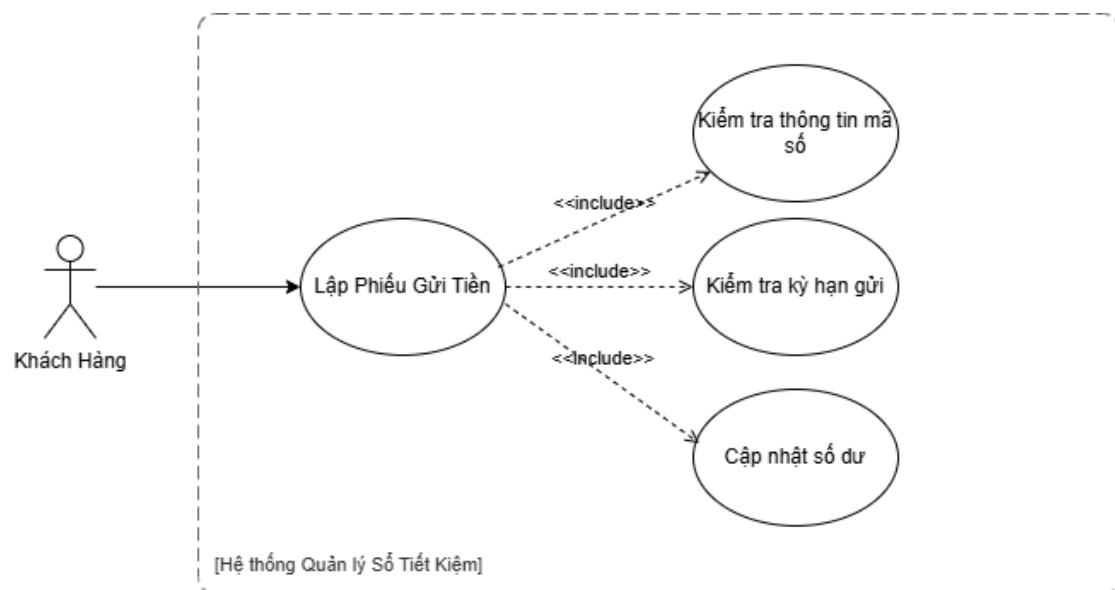 Kiểm tra thông tin mã
số
<<include>>
Lập Phiếu Gửi Tiền
<<include>>
Kiểm tra kỳ hạn gửi
Khách Hàng
<<Include>>
Cập nhật số dư
[Hệ thống Quản lý Sổ Tiết Kiệm]